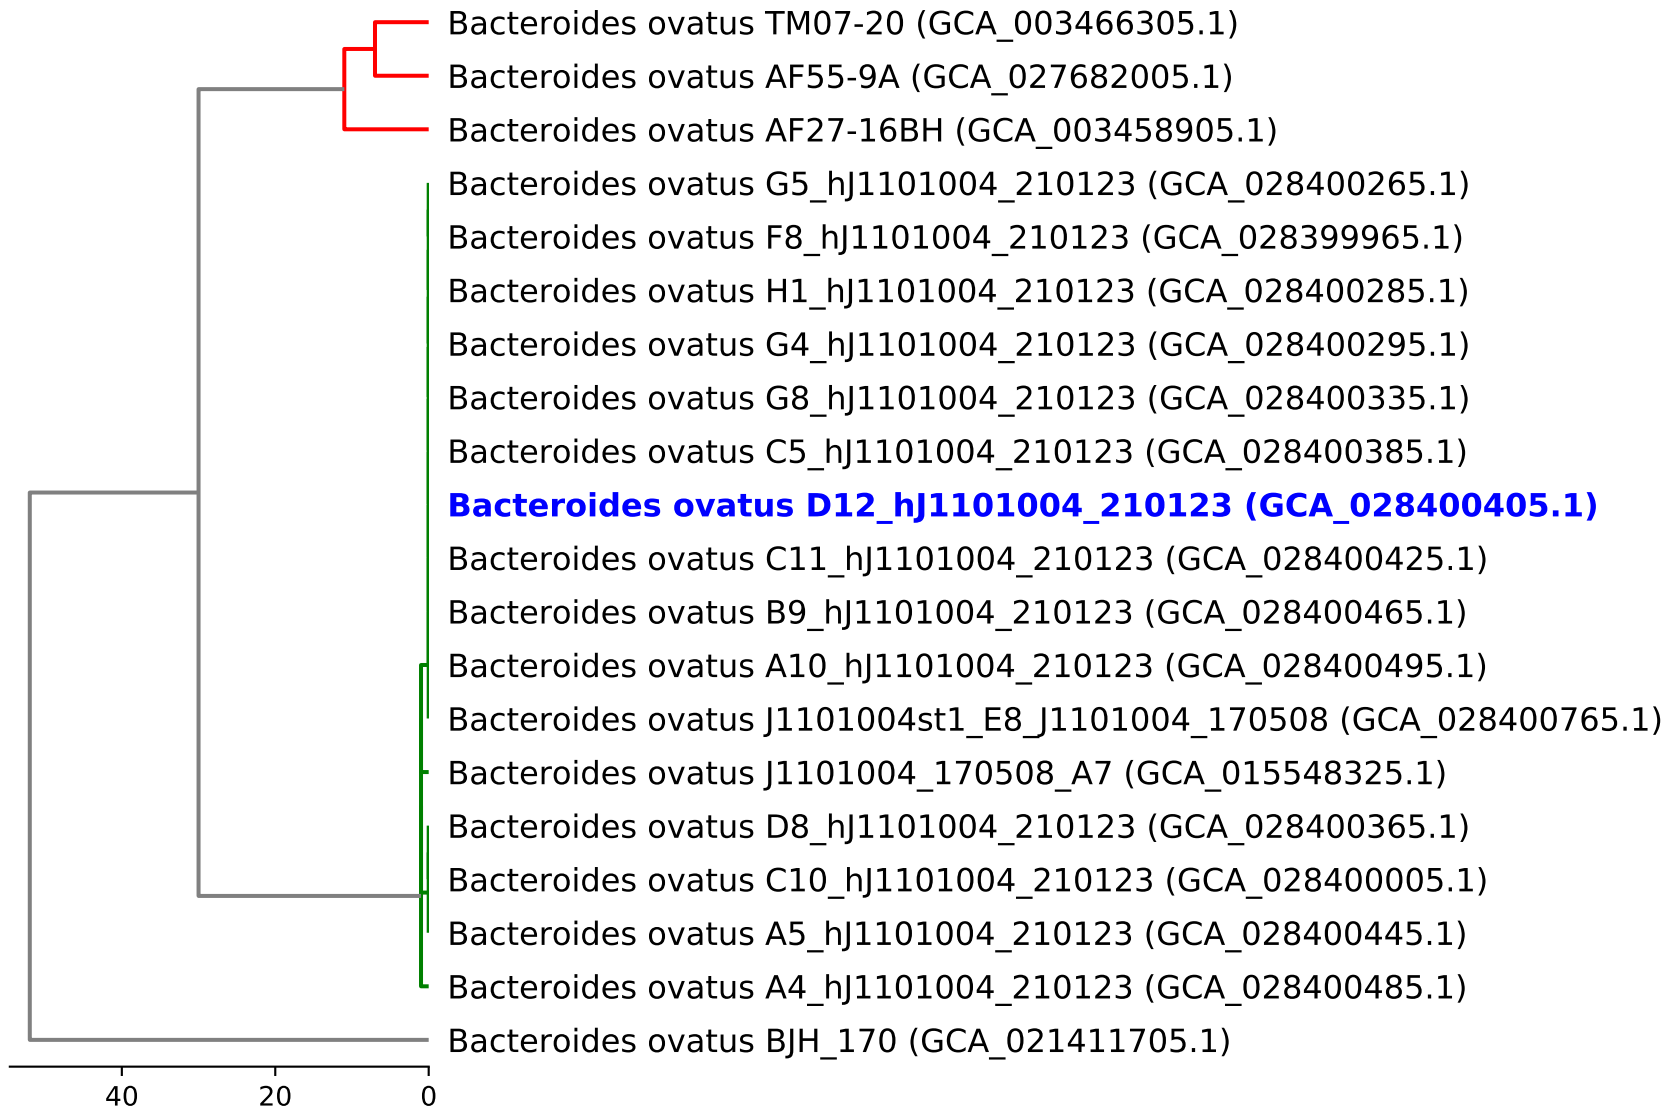 Bacteroides ovatus TM07-20 (GCA_003466305.1)
Bacteroides ovatus AF55-9A (GCA_027682005.1)
Bacteroides ovatus AF27-16BH (GCA_003458905.1)
Bacteroides ovatus G5_hJ1101004_210123 (GCA_028400265.1)
Bacteroides ovatus F8_hJ1101004_210123 (GCA_028399965.1)
Bacteroides ovatus H1_hJ1101004_210123 (GCA_028400285.1)
Bacteroides ovatus G4_hJ1101004_210123 (GCA_028400295.1)
Bacteroides ovatus G8_hJ1101004_210123 (GCA_028400335.1)
Bacteroides ovatus C5_hJ1101004_210123 (GCA_028400385.1)
Bacteroides ovatus D12_hJ1101004_210123 (GCA_028400405.1)
Bacteroides ovatus C11_hJ1101004_210123 (GCA_028400425.1)
Bacteroides ovatus B9_hJ1101004_210123 (GCA_028400465.1)
Bacteroides ovatus A10_hJ1101004_210123 (GCA_028400495.1)
Bacteroides ovatus J1101004st1_E8_J1101004_170508 (GCA_028400765.1)
Bacteroides ovatus J1101004_170508_A7 (GCA_015548325.1)
Bacteroides ovatus D8_hJ1101004_210123 (GCA_028400365.1)
Bacteroides ovatus C10_hJ1101004_210123 (GCA_028400005.1)
Bacteroides ovatus A5_hJ1101004_210123 (GCA_028400445.1)
Bacteroides ovatus A4_hJ1101004_210123 (GCA_028400485.1)
Bacteroides ovatus BJH_170 (GCA_021411705.1)
40 20 0